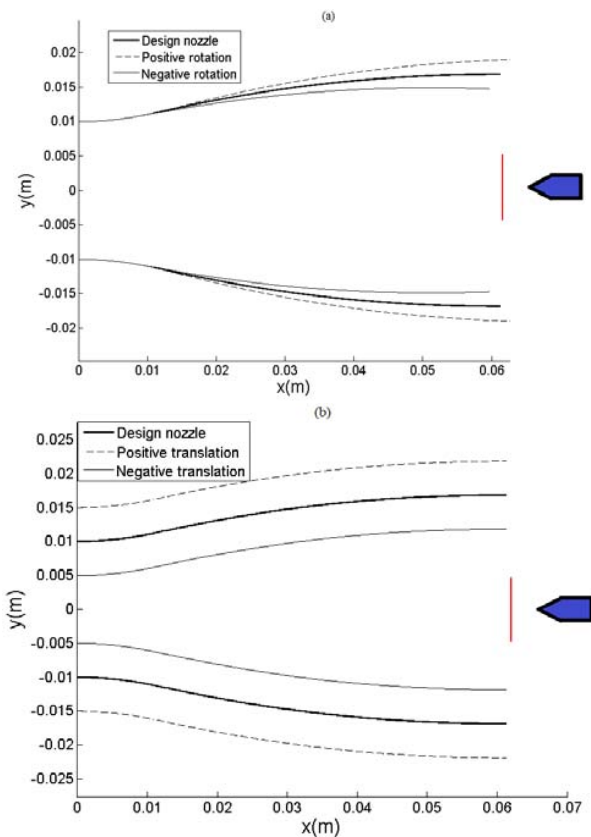 (a)
Design nozzle
Positive rotation
Negative rotation
0.02
0.015
0.01
0.005
0
-0.005
-0.01
-0.015
-0.02
y(m)
0 0.01 0.02 0.03 0.04 0.05 0.06
x(m)
(b)
Design nozzle
Positive translation
Negative translation
0.025
0.02
0.015
0.01
0.005
0
-0.005
-0.01
-0.015
-0.02
-0.025
y(m)
0 0.01 0.02 0.03 0.04 0.05 0.06 0.07
x(m)